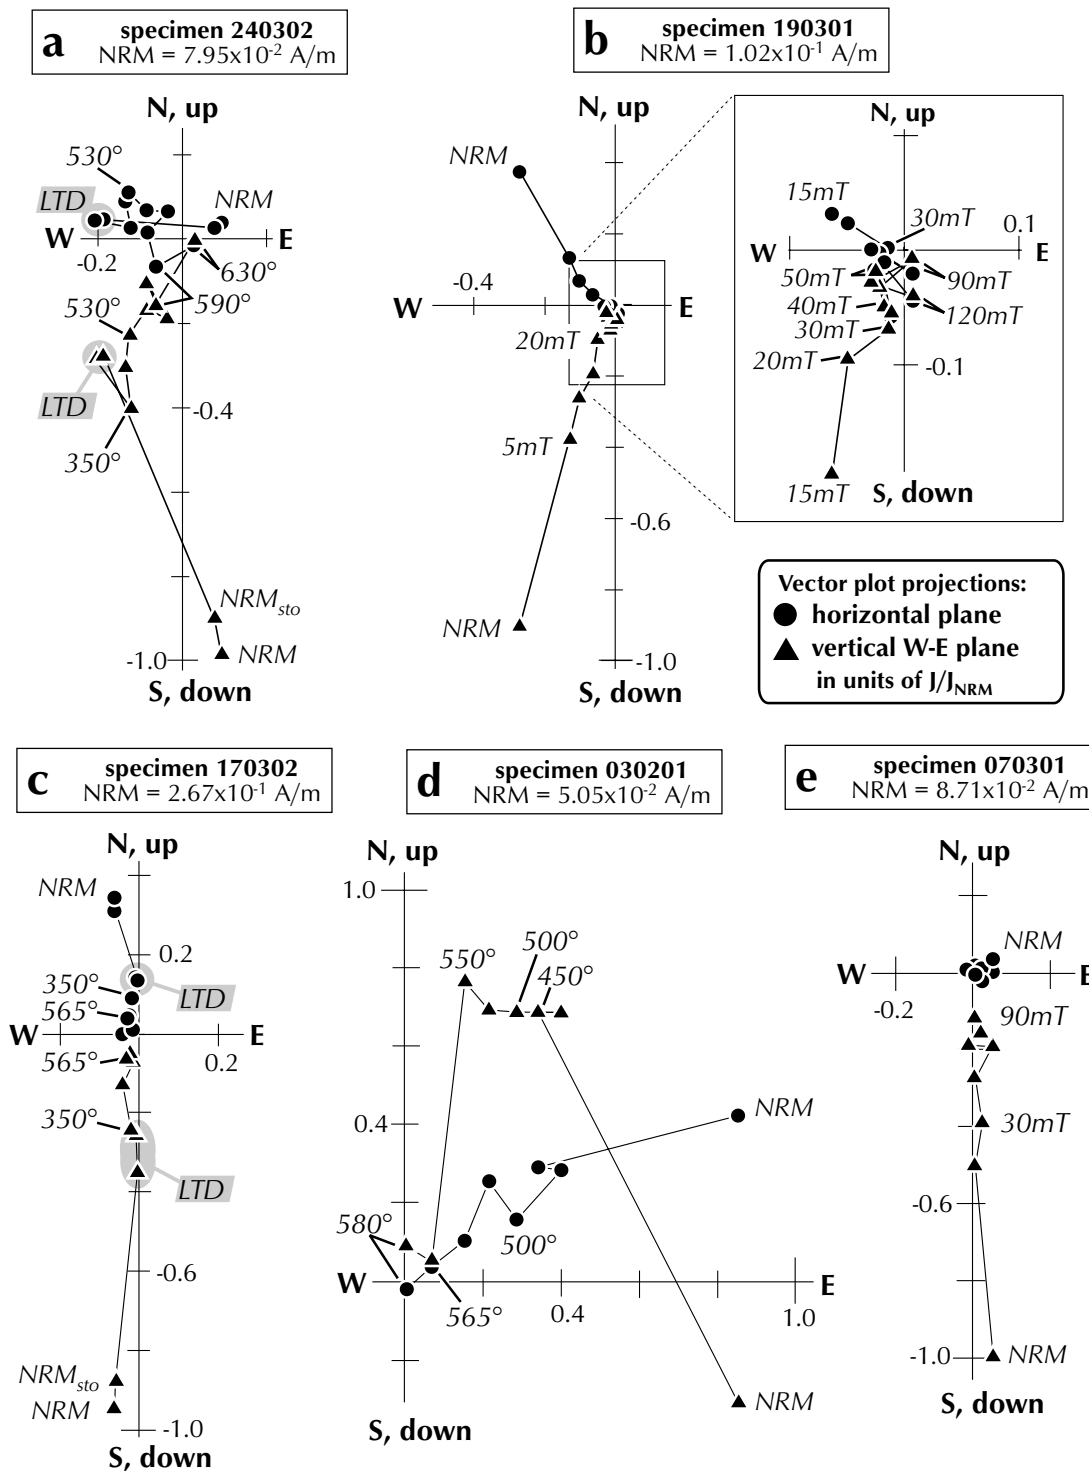 a
specimen 240302
NRM = 7.95x10-2 A/m
N, up
530°
LTD
NRM
W
E
-0.2
630°
590°
530°
LTD
-0.4
350°
NRMsto
NRM
-1.0
S, down
b
specimen 190301
NRM = 1.02x10-1 A/m
N, up
NRM
-0.4
W
E
20mT
5mT
-0.6
NRM
-1.0
S, down
N, up
15mT
30mT
0.1
W
E
50mT
90mT
40mT
120mT
30mT
20mT
-0.1
15mT
S, down
Vector plot projections:
horizontal plane
vertical W-E plane
in units of J/JNRM
c
specimen 170302
NRM = 2.67x10-1 A/m
N, up
NRM
0.2
350°
LTD
565°
W
E
0.2
565°
350°
LTD
-0.6
NRMsto
NRM
-1.0
S, down
d
specimen 030201
NRM = 5.05x10-2 A/m
N, up
1.0
500°
550°
450°
0.4
NRM
580°
500°
W
E
565°
0.4
1.0
NRM
S, down
e
specimen 070301
NRM = 8.71x10-2 A/m
N, up
NRM
W
E
-0.2
90mT
30mT
-0.6
-1.0
NRM
S, down